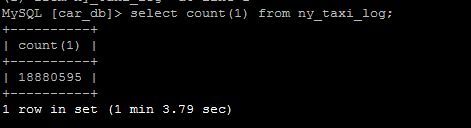 MySQL [car_db]> select count(1) from ny_taxi_log;
+----------+
| count(1) |
+----------+
| 18880595 |
+----------+
1 row in set (1 min 3.79 sec)